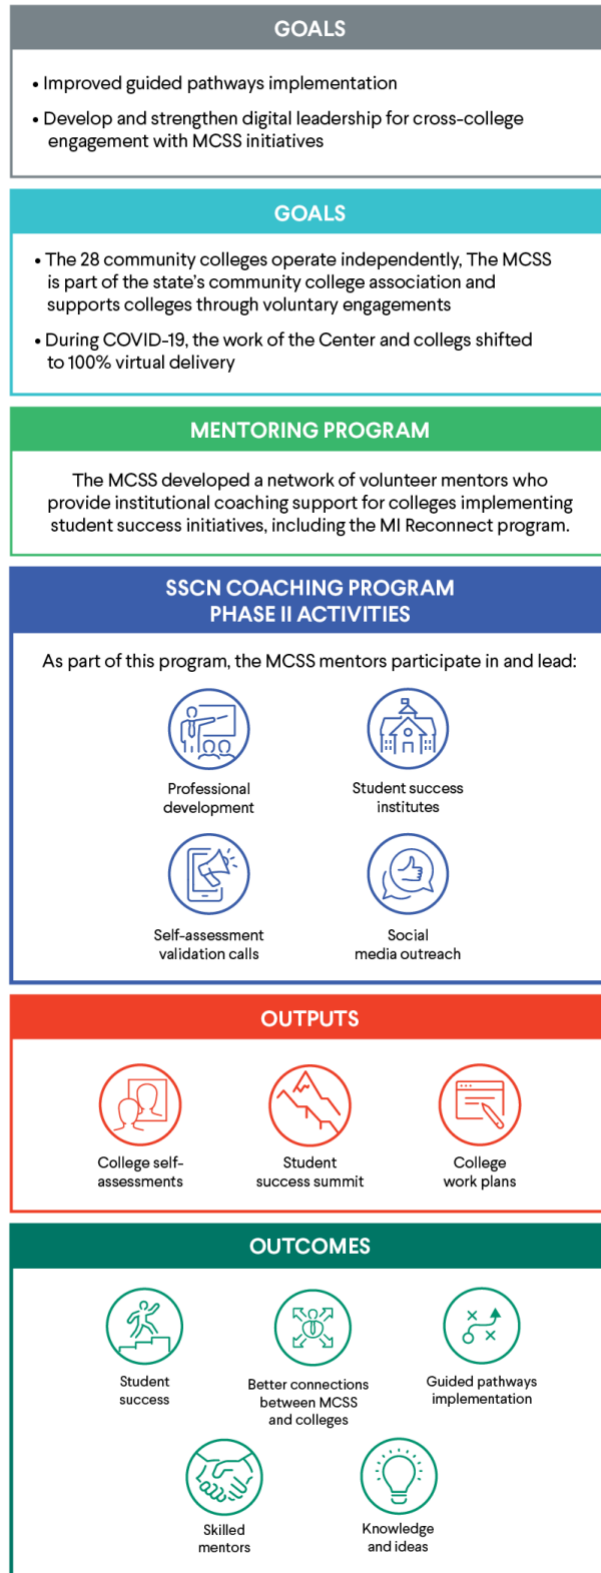 GOALS
• Improved guided pathways implementation
• Develop and strengthen digital leadership for cross-college
engagement with MCSS initiatives
GOALS
• The 28 community colleges operate independently, The MCSS
is part of the state's community college association and
supports colleges through voluntary engagements
• During COVID-19, the work of the Center and collegs shifted
to 100% virtual delivery
MENTORING PROGRAM
The MCSS developed a network of volunteer mentors who
provide institutional coaching support for colleges implementing
student success initiatives, including the MI Reconnect program.
SSCN COACHING PROGRAM
PHASE II ACTIVITIES
As part of this program, the MCSS mentors participate in and lead:
Professional
development
Student success
institutes
Self-assessment
validation calls
Social
media outreach
OUTPUTS
College self-
assessments
Student
success summit
College
work plans
OUTCOMES
Student
success
Better connections
between MCSS
and colleges
Guided pathways
implementation
Skilled
mentors
Knowledge
and ideas